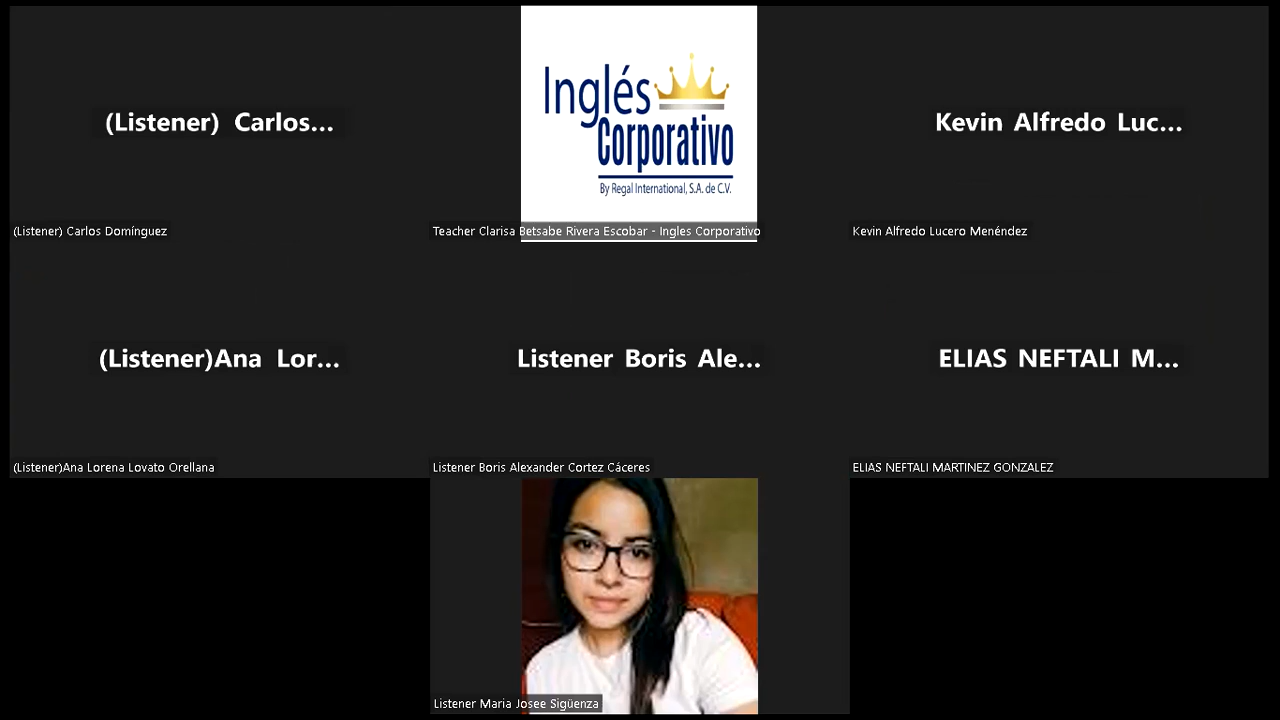 (Listener) Carlos...
Inglés
Corporativo
By Regal International, S.A. de C.V.
Kevin Alfredo Luc...
(Listener) Carlos Domínguez
Teacher Clarisa Betsabe Rivera Escobar - Ingles Corporativo
Kevin Alfredo Lucero Menéndez
(Listener)Ana Lor...
Listener Boris Ale...
ELIAS NEFTALI M...
(Listener)Ana Lorena Lovato Orellana
Listener Boris Alexander Cortez Cáceres
ELIAS NEFTALI MARTINEZ GONZALEZ
Listener Maria Josee Sigüenza